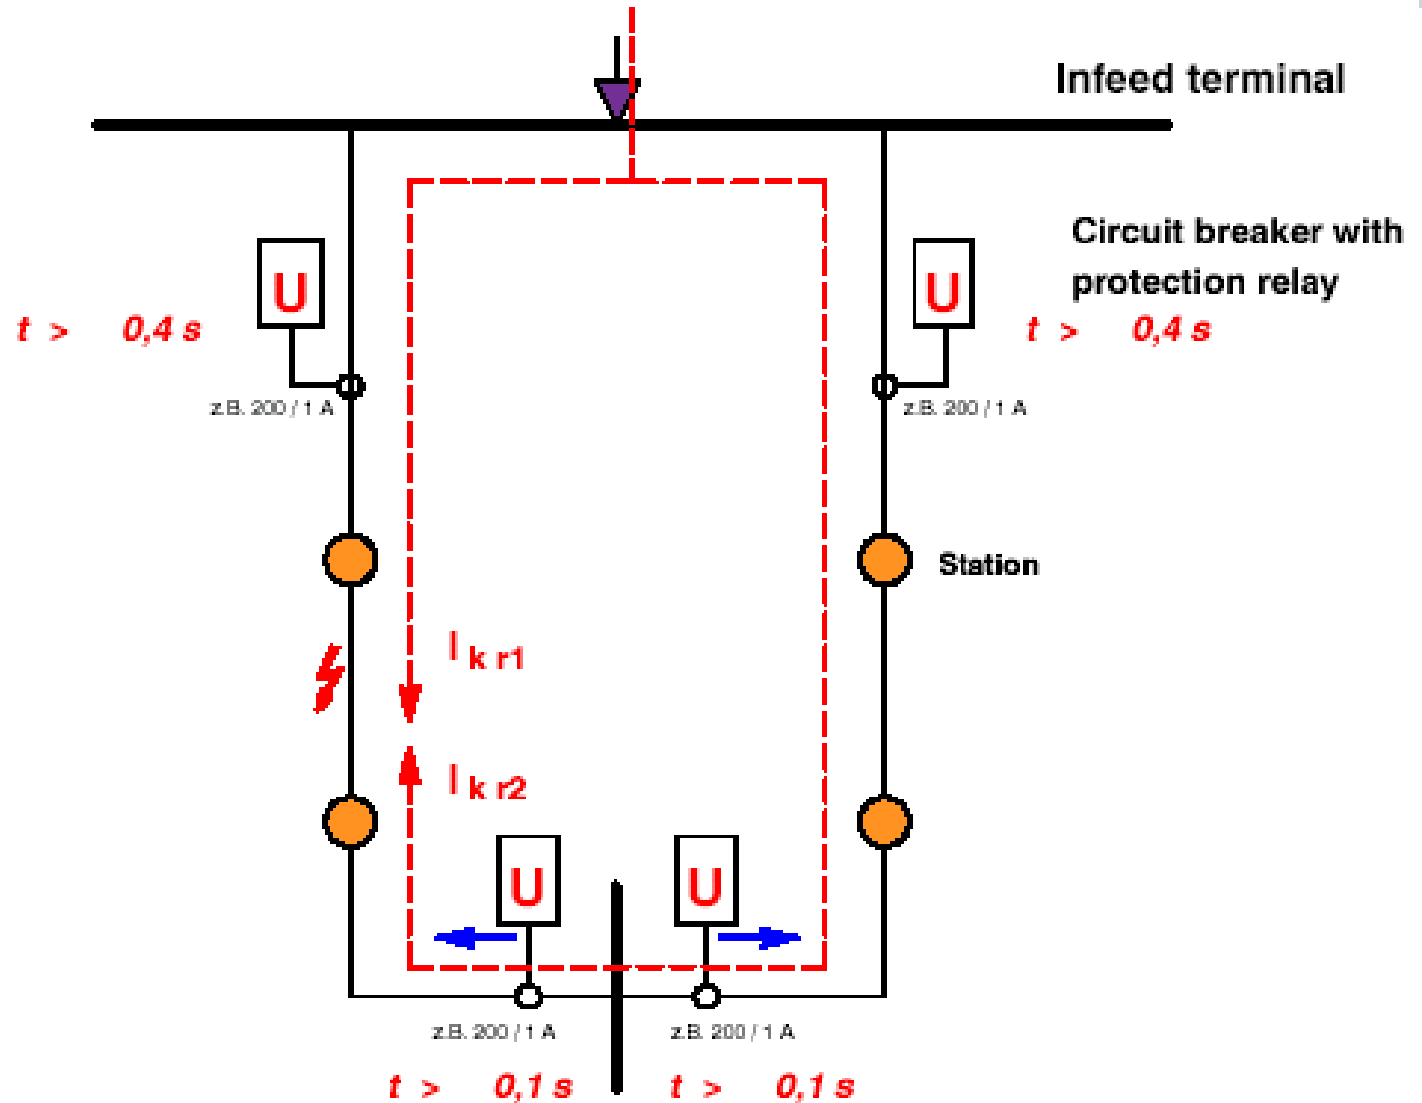 Infeed terminal
Circuit breaker with
protection relay
U
U
t > 0,4 s
t > 0,4 s
z.B. 200 / 1 A
z.B. 200 / 1 A
Station
I k r1
I k r2
U
U
z.B. 200 / 1 A
z.B. 200 / 1 A
t > 0,1 s
t > 0,1 s